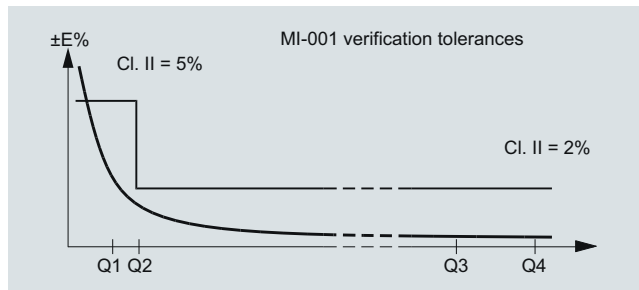 MI-001 verification tolerances
±E%
Cl. II = 5%
Cl. II = 2%
Q1 Q2 Q3 Q4